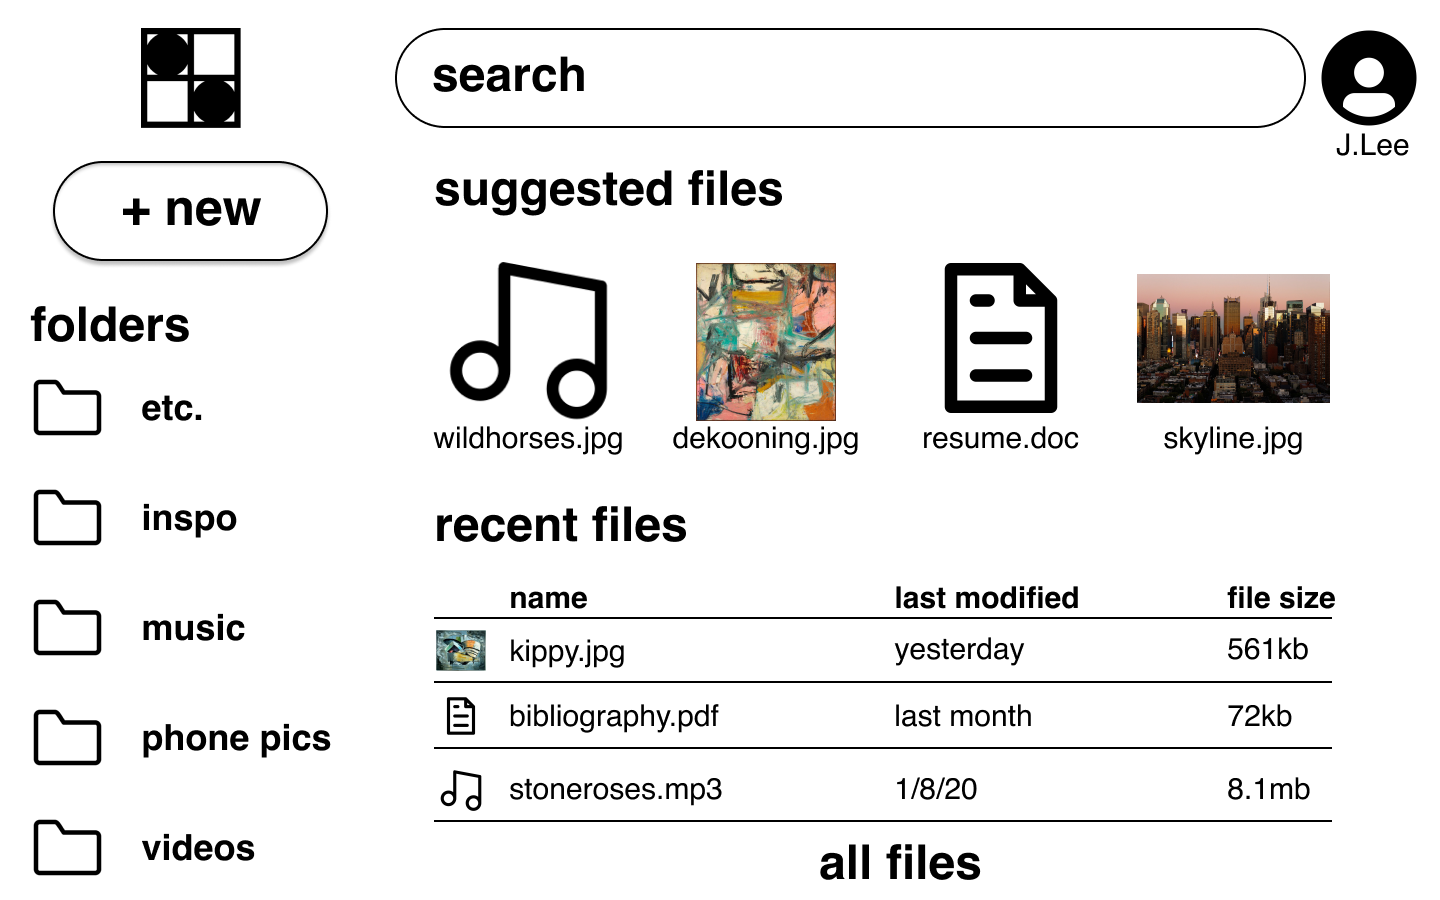 search
J.Lee
+ new
suggested files
folders
etc.
inspo
music
phone pics
videos
wildhorses.jpg dekooning.jpg resume.doc skyline.jpg
recent files
name last modified file size
kippy.jpg yesterday 561kb
bibliography.pdf last month 72kb
stoneroses.mp3 1/8/20 8.1mb
all files